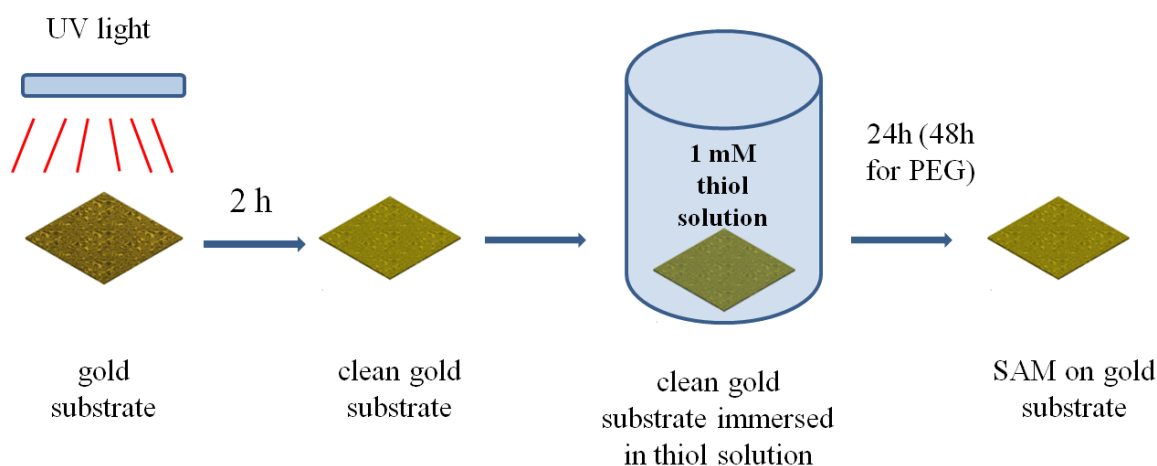 UV light
2 h
1 mM
thiol
solution
24h (48h
for PEG)
gold
substrate
clean gold
substrate
clean gold
substrate immersed
in thiol solution
SAM on gold
substrate